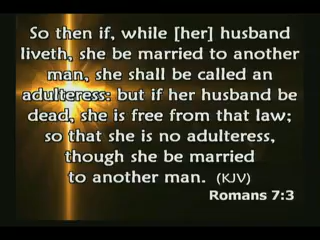 So then if, while [her] husband
liveth, she be married to another
man, she shall be called an
adulteress: but if her husband be
dead, she is free from that law;
so that she is no adulteress,
though she be married
to another man. (KJV)
Romans 7:3